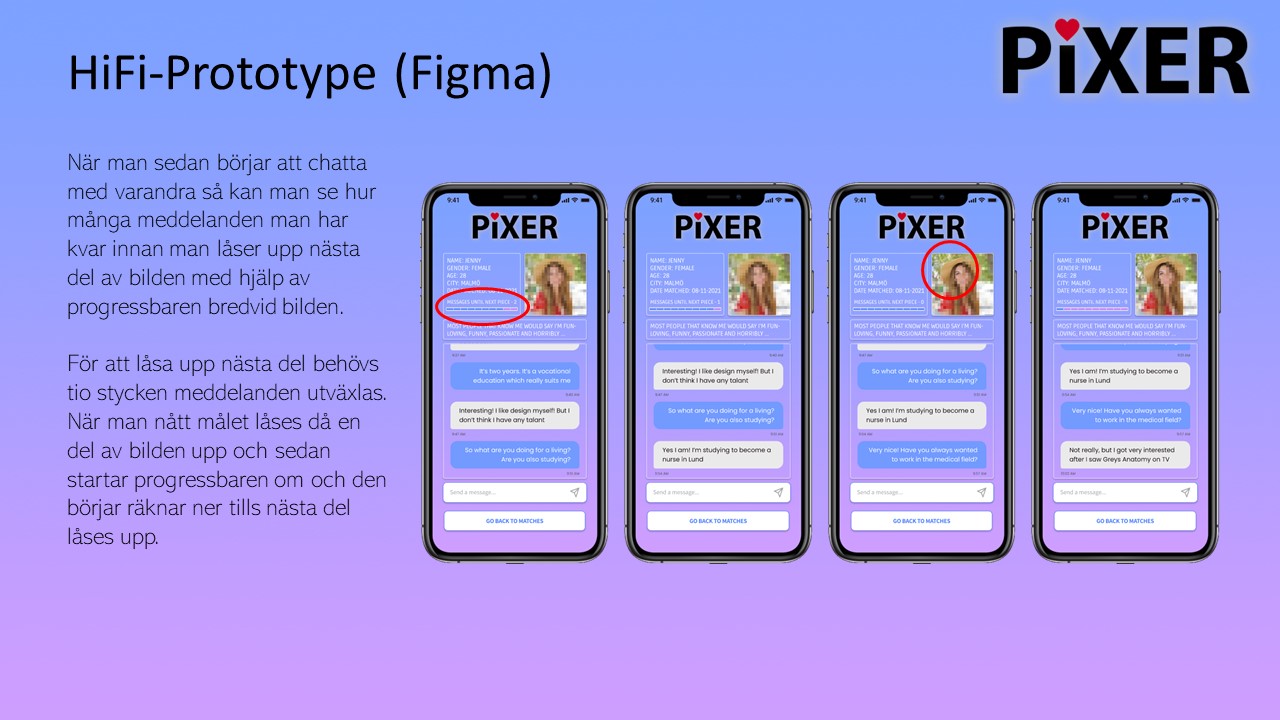 HiFi-Prototype (Figma)
PiXER
När man sedan börjar att chatta
med varandra så kan man se hur
många meddelanden man har
kvar innan man låser upp nästa
del av bilden med hjälp av
progressbaren bredvid bilden.
För att låsa upp nästa del behövs
tio stycken meddelanden utväxlas.
När man nått målet låses då en
del av bilden upp och sedan
startar progressbaren om och den
börjar räknar ner tills nästa del
låses upp.
9:41
PiXER
NAME: JENNY
GENDER: FEMALE
AGE: 28
CITY: MALMÖ
DATE MATCHED: 08-11-2021
MESSAGES UNTIL NEXT PIECE - 2
MOST PEOPLE THAT KNOW ME WOULD SAY I'M FUN-
LOVING, FUNNY, PASSIONATE AND HORRIBLY ...
It's two years. It's a vocational
education which really suits me
Interesting! I like design myself! But I
don't think I have any talant
So what are you doing for a living?
Are you also studying?
Send a message...
GO BACK TO MATCHES
9:41
PiXER
NAME: JENNY
GENDER: FEMALE
AGE: 28
CITY: MALMÖ
DATE MATCHED: 08-11-2021
MESSAGES UNTIL NEXT PIECE -
MOST PEOPLE THAT KNOW ME WOULD SAY I'M FUN-
LOVING, FUNNY, PASSIONATE AND HORRIBLY ...
Interesting! I like design myself! But I
don't think I have any talant
So what are you doing for a living?
Are you also studying?
Yes I am! I'm studying to become a
nurse in Lund
Send a message...
GO BACK TO MATCHES
9:41
PiXER
NAME: JENNY
GENDER: FEMALE
AGE: 28
CITY: MALMÖ
DATE MATCHED: 08-11-2021
MESSAGES UNTIL NEXT PIECE -
MOST PEOPLE THAT KNOW ME WOULD SAY I'M FUN-
LOVING, FUNNY, PASSIONATE AND HORRIBLY ...
So what are you doing for a living?
Are you also studying?
Yes I am! I'm studying to become a
nurse in Lund
Very nice! Have you always wanted
to work in the medical field?
Send a message...
GO BACK TO MATCHES
9:41
PiXER
NAME: JENNY
GENDER: FEMALE
AGE: 28
CITY: MALMÖ
DATE MATCHED: 08-11-2021
MESSAGES UNTIL NEXT PIECE -
MOST PEOPLE THAT KNOW ME WOULD SAY I'M FUN-
LOVING, FUNNY, PASSIONATE AND HORRIBLY ...
Yes I am! I'm studying to become a
nurse in Lund
Very nice! Have you always wanted
to work in the medical field?
Not really, but I got very interested
after I saw Greys Anatomy on TV
Send a message...
GO BACK TO MATCHES